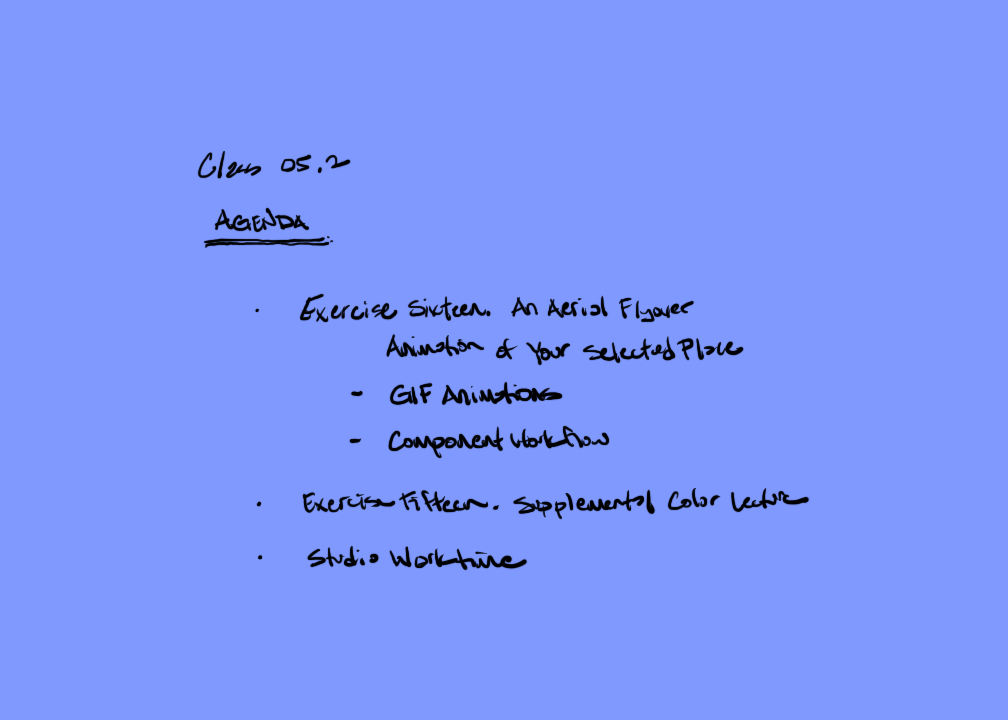 Class 05.2
AGENDA
· Exercise Sixteen. An Aerial Flyover
Animation of Your Selected Place
- GIF Animations
- Component Workflow
· Exercise Fifteen. Supplemental Color Lecture
· Studio Worktime